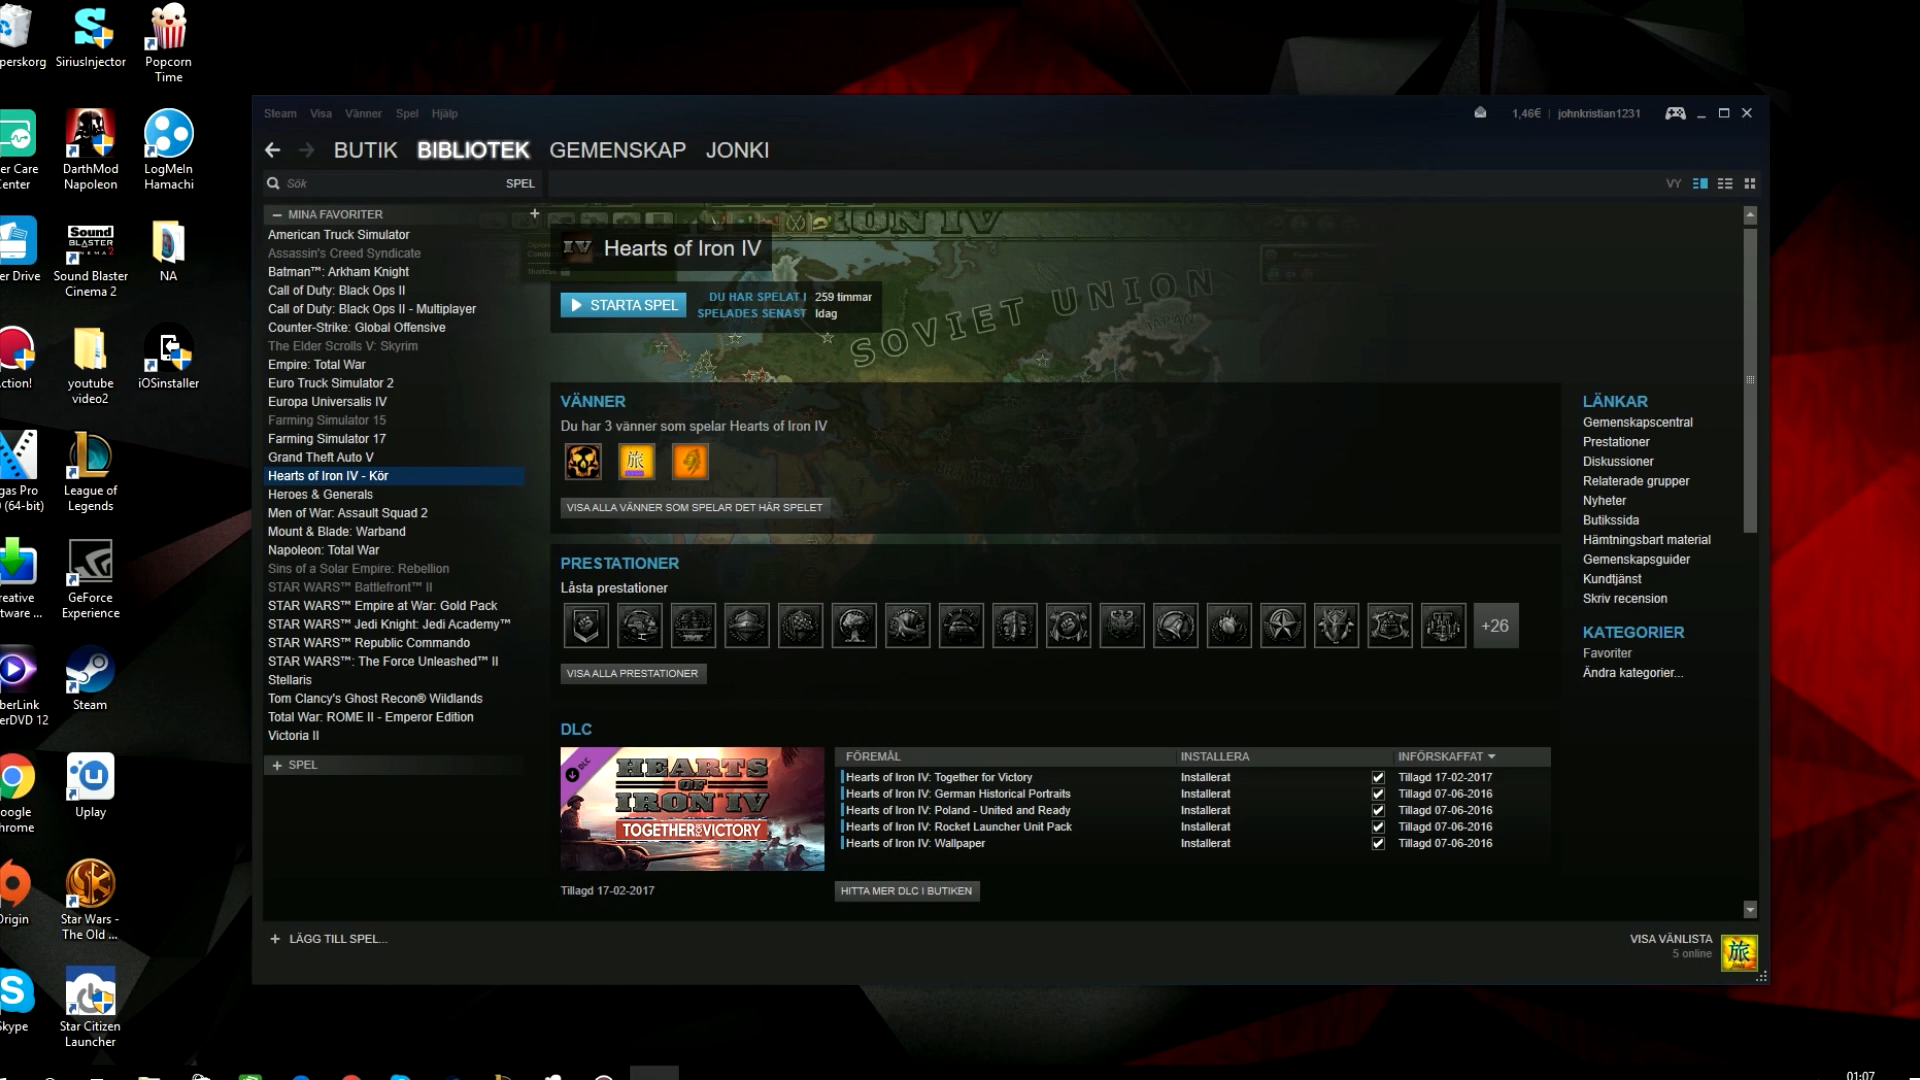 perskorg
SiriusInjector
Popcorn
Time
er Care
Center
DarthMod
Napoleon
LogMeIn
Hamachi
er Drive
Sound
BLASTER
Sound Blaster
Cinema 2
NA
ction!
youtube
video2
iOSinstaller
gas Pro
(64-bit)
League of
Legends
reative
ftware ...
GeForce
Experience
berLink
erDVD 12
Steam
oogle
hrome
Uplay
Origin
Star Wars -
The Old ...
Skype
Star Citizen
Launcher
Steam Visa Vänner Spel Hjälp
1,46€ | johnkristian1231
BUTIK BIBLIOTEK GEMENSKAP JONKI
Sök SPEL
VY
MINA FAVORITER
American Truck Simulator
Assassin's Creed Syndicate
Batman™: Arkham Knight
Call of Duty: Black Ops II
Call of Duty: Black Ops II - Multiplayer
Counter-Strike: Global Offensive
The Elder Scrolls V: Skyrim
Empire: Total War
Euro Truck Simulator 2
Europa Universalis IV
Farming Simulator 15
Farming Simulator 17
Grand Theft Auto V
Hearts of Iron IV - Kör
Heroes & Generals
Men of War: Assault Squad 2
Mount & Blade: Warband
Napoleon: Total War
Sins of a Solar Empire: Rebellion
STAR WARS™ Battlefront™ II
STAR WARS™ Empire at War: Gold Pack
STAR WARS™ Jedi Knight: Jedi Academy™
STAR WARS™ Republic Commando
STAR WARS™: The Force Unleashed™ II
Stellaris
Tom Clancy's Ghost Recon® Wildlands
Total War: ROME II - Emperor Edition
Victoria II
+ SPEL
IV Hearts of Iron IV
STARTA SPEL
DU HAR SPELAT I 259 timmar
SPELADES SENAST Idag
SOVIET UNION
JAPAN
VÄNNER
Du har 3 vänner som spelar Hearts of Iron IV
旅
VISA ALLA VÄNNER SOM SPELAR DET HÄR SPELET
PRESTATIONER
Låsta prestationer
+26
VISA ALLA PRESTATIONER
DLC
DLC
HEARTS
OF
IRON IV
TOGETHER FOR VICTORY
Tillagd 17-02-2017
FÖREMÅL INSTALLERA INFÖRSKAFFAT
Hearts of Iron IV: Together for Victory Installerat Tillagd 17-02-2017
Hearts of Iron IV: German Historical Portraits Installerat Tillagd 07-06-2016
Hearts of Iron IV: Poland - United and Ready Installerat Tillagd 07-06-2016
Hearts of Iron IV: Rocket Launcher Unit Pack Installerat Tillagd 07-06-2016
Hearts of Iron IV: Wallpaper Installerat Tillagd 07-06-2016
HITTA MER DLC I BUTIKEN
LÄNKAR
Gemenskapscentral
Prestationer
Diskussioner
Relaterade grupper
Nyheter
Butikssida
Hämtningsbart material
Gemenskapsguider
Kundtjänst
Skriv recension
KATEGORIER
Favoriter
Ändra kategorier...
+ LÄGG TILL SPEL...
VISA VÄNLISTA
5 online
旅
01:07